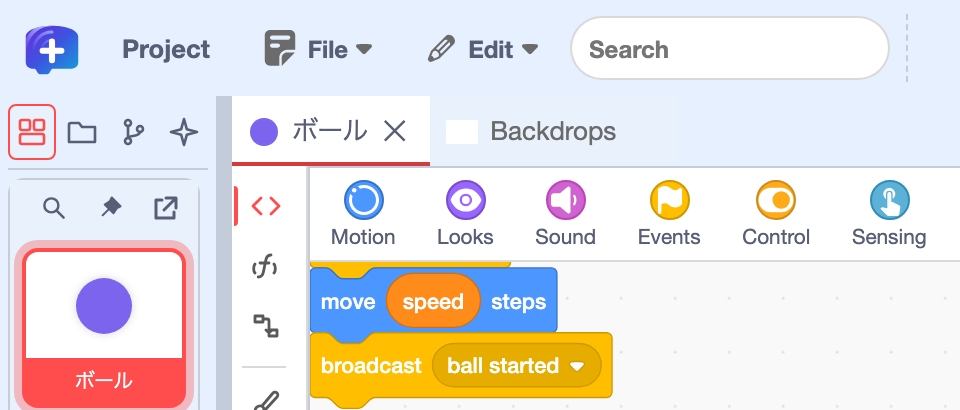 Project File Edit Search
ボール Backdrops
Motion Looks Sound Events Control Sensing
move speed steps
broadcast ball started
ボール